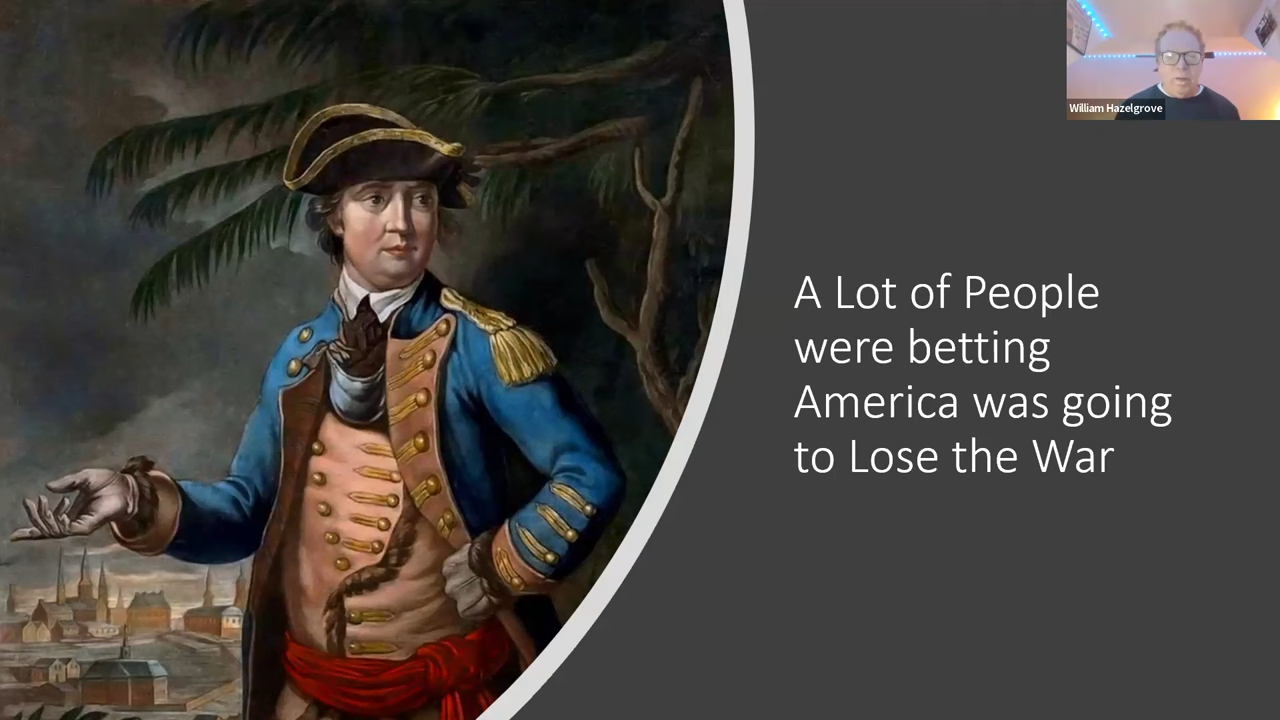 William Hazelgrove
A Lot of People
were betting
America was going
to Lose the War